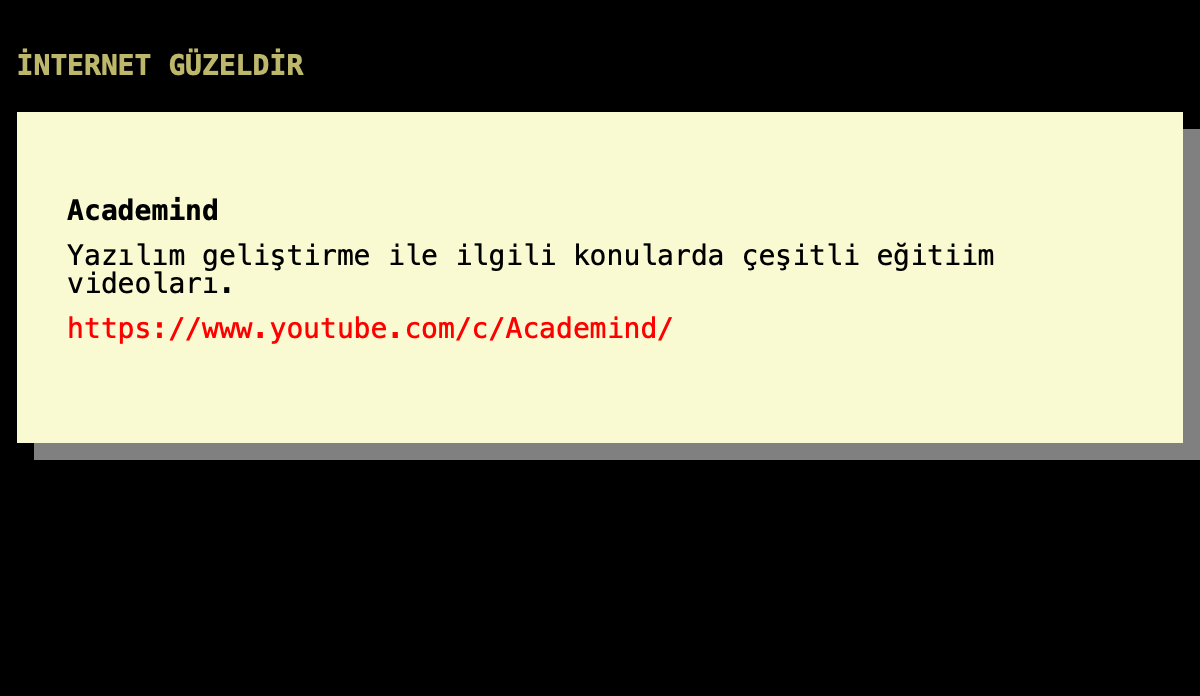 İNTERNET GÜZELDİR
Academind
Yazılım geliştirme ile ilgili konularda çeşitli eğitiim
videoları.
https://www.youtube.com/c/Academind/